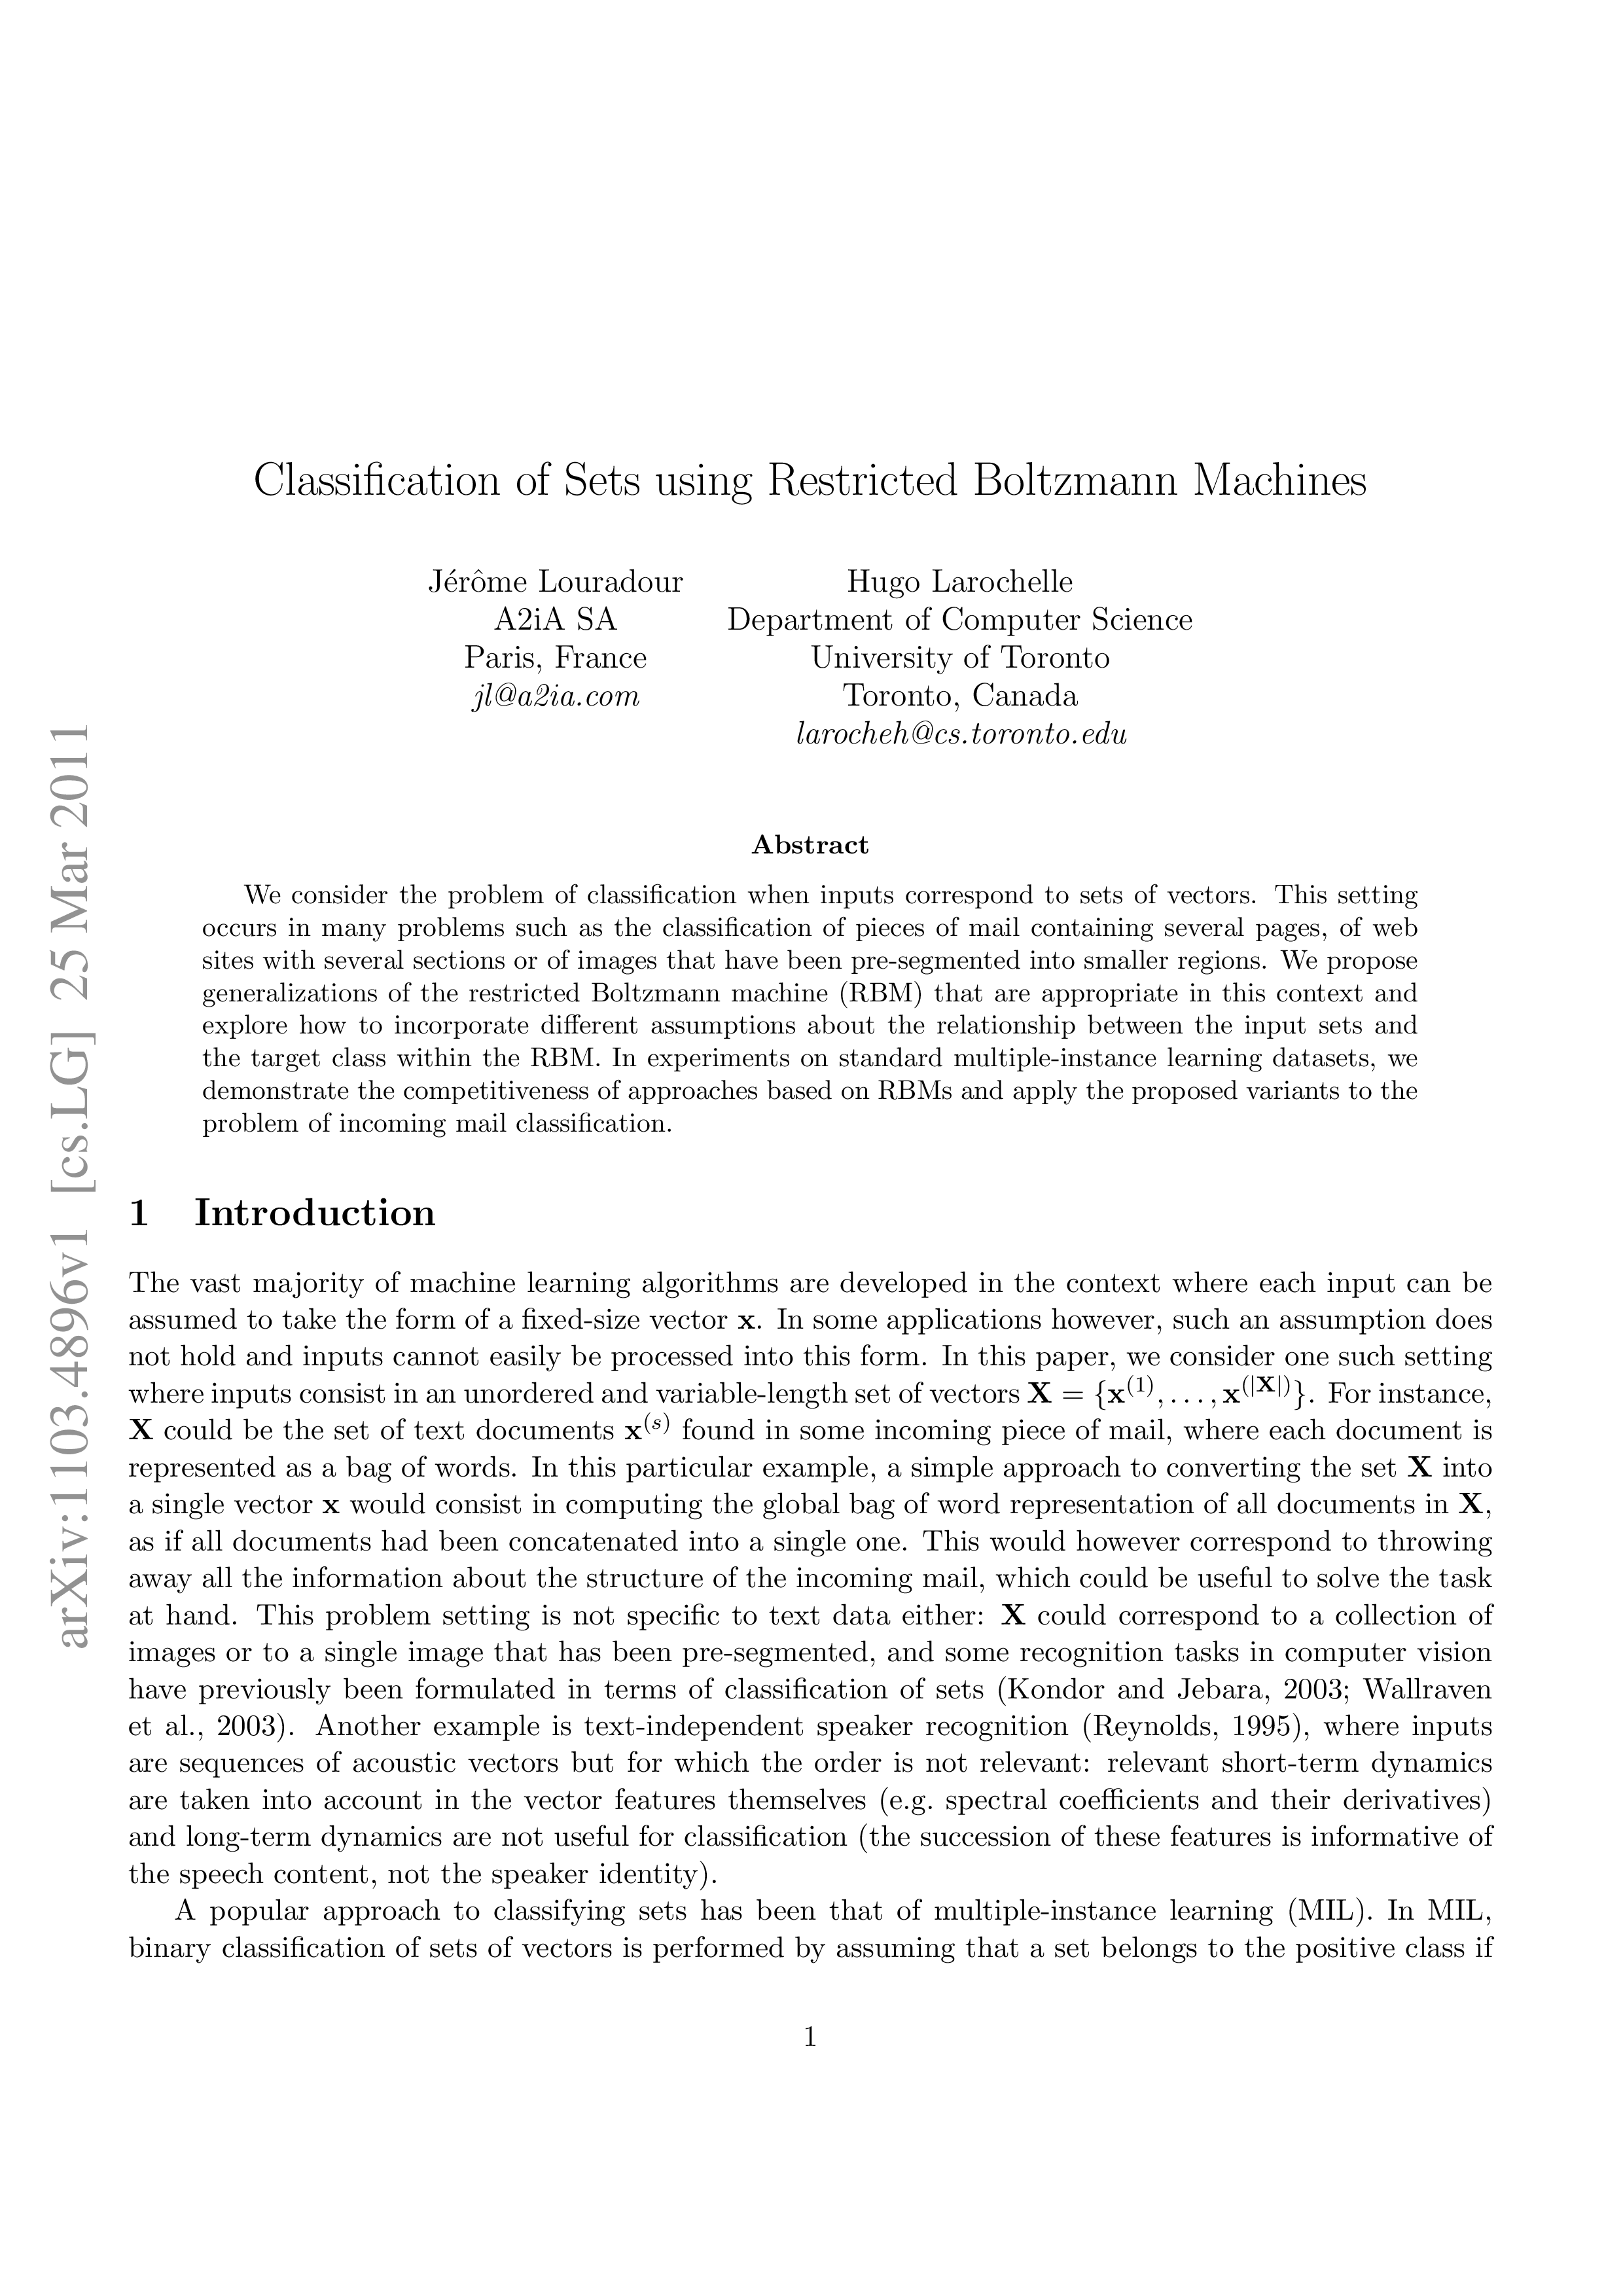 Classification of Sets using Restricted Boltzmann Machines
Jérôme Louradour
A2iA SA
Paris, France
jl@a2ia.com
Hugo Larochelle
Department of Computer Science
University of Toronto
Toronto, Canada
larocheh@cs.toronto.edu
arXiv:1103.4896v1 [cs.LG] 25 Mar 2011
Abstract
We consider the problem of classification when inputs correspond to sets of vectors. This setting
occurs in many problems such as the classification of pieces of mail containing several pages, of web
sites with several sections or of images that have been pre-segmented into smaller regions. We propose
generalizations of the restricted Boltzmann machine (RBM) that are appropriate in this context and
explore how to incorporate different assumptions about the relationship between the input sets and
the target class within the RBM. In experiments on standard multiple-instance learning datasets, we
demonstrate the competitiveness of approaches based on RBMs and apply the proposed variants to the
problem of incoming mail classification.
1 Introduction
The vast majority of machine learning algorithms are developed in the context where each input can be
assumed to take the form of a fixed-size vector x. In some applications however, such an assumption does
not hold and inputs cannot easily be processed into this form. In this paper, we consider one such setting
where inputs consist in an unordered and variable-length set of vectors X = {x^(1), . . . , x^(|X|)}. For instance,
X could be the set of text documents x^(s) found in some incoming piece of mail, where each document is
represented as a bag of words. In this particular example, a simple approach to converting the set X into
a single vector x would consist in computing the global bag of word representation of all documents in X,
as if all documents had been concatenated into a single one. This would however correspond to throwing
away all the information about the structure of the incoming mail, which could be useful to solve the task
at hand. This problem setting is not specific to text data either: X could correspond to a collection of
images or to a single image that has been pre-segmented, and some recognition tasks in computer vision
have previously been formulated in terms of classification of sets (Kondor and Jebara, 2003; Wallraven
et al., 2003). Another example is text-independent speaker recognition (Reynolds, 1995), where inputs
are sequences of acoustic vectors but for which the order is not relevant: relevant short-term dynamics
are taken into account in the vector features themselves (e.g. spectral coefficients and their derivatives)
and long-term dynamics are not useful for classification (the succession of these features is informative of
the speech content, not the speaker identity).
A popular approach to classifying sets has been that of multiple-instance learning (MIL). In MIL,
binary classification of sets of vectors is performed by assuming that a set belongs to the positive class if
1